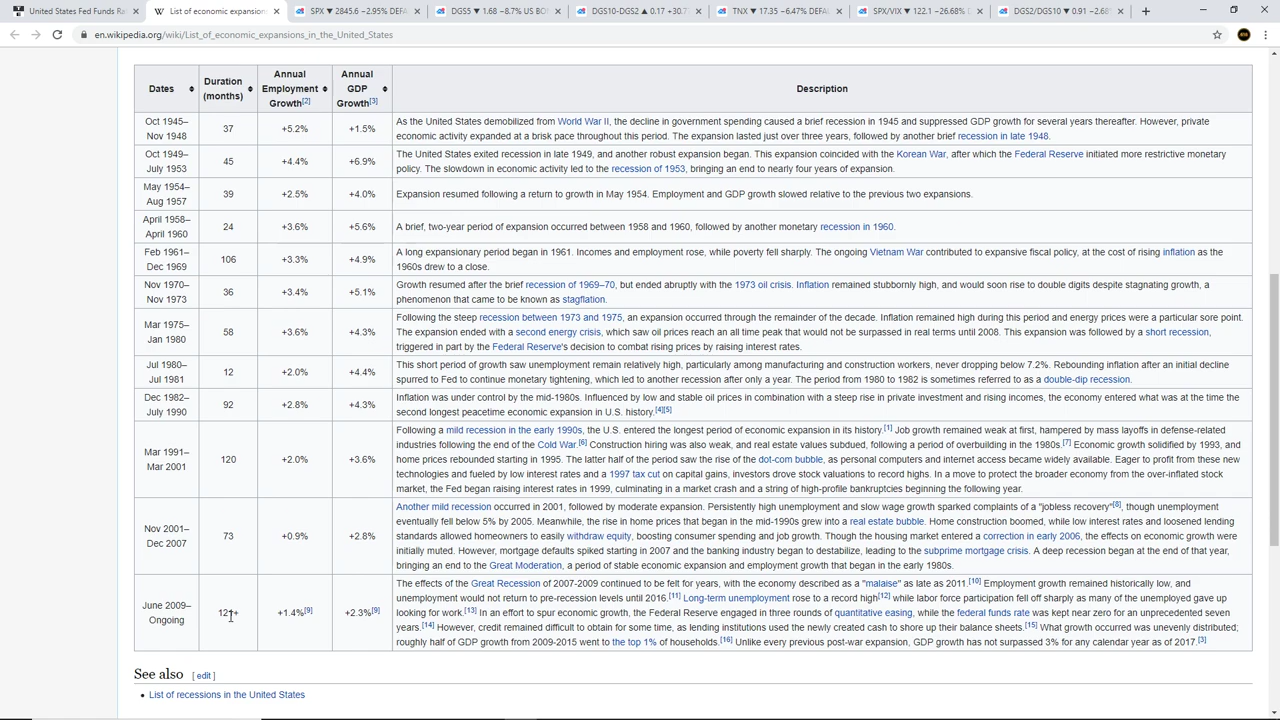 United States Fed Funds Ra
List of economic expansion
SPX ▼ 2845.6 −2.95% DEFA
DGS5 ▼ 1.68 −8.7% US BO
DGS10-DGS2 ▲ 0.17 +30.7
TNX ▼ 17.35 −6.47% DEFAU
SPX/VIX ▼ 122.1 −26.68% D
DGS2/DGS10 ▼ 0.91 −2.68
en.wikipedia.org/wiki/List_of_economic_expansions_in_the_United_States
Dates
Duration (months)
Annual Employment Growth[2]
Annual GDP Growth[3]
Description
Oct 1945–
Nov 1948
37
+5.2%
+1.5%
As the United States demobilized from World War II, the decline in government spending caused a brief recession in 1945 and suppressed GDP growth for several years thereafter. However, private
economic activity expanded at a brisk pace throughout this period. The expansion lasted just over three years, followed by another brief recession in late 1948.
Oct 1949–
July 1953
45
+4.4%
+6.9%
The United States exited recession in late 1949, and another robust expansion began. This expansion coincided with the Korean War, after which the Federal Reserve initiated more restrictive monetary
policy. The slowdown in economic activity led to the recession of 1953, bringing an end to nearly four years of expansion.
May 1954–
Aug 1957
39
+2.5%
+4.0%
Expansion resumed following a return to growth in May 1954. Employment and GDP growth slowed relative to the previous two expansions.
April 1958–
April 1960
24
+3.6%
+5.6%
A brief, two-year period of expansion occurred between 1958 and 1960, followed by another monetary recession in 1960.
Feb 1961–
Dec 1969
106
+3.3%
+4.9%
A long expansionary period began in 1961. Incomes and employment rose, while poverty fell sharply. The ongoing Vietnam War contributed to expansive fiscal policy, at the cost of rising inflation as the
1960s drew to a close.
Nov 1970–
Nov 1973
36
+3.4%
+5.1%
Growth resumed after the brief recession of 1969–70, but ended abruptly with the 1973 oil crisis. Inflation remained stubbornly high, and would soon rise to double digits despite stagnating growth, a
phenomenon that came to be known as stagflation.
Mar 1975–
Jan 1980
58
+3.6%
+4.3%
Following the steep recession between 1973 and 1975, an expansion occurred through the remainder of the decade. Inflation remained high during this period and energy prices were a particular sore point.
The expansion ended with a second energy crisis, which saw oil prices reach an all time peak that would not be surpassed in real terms until 2008. This expansion was followed by a short recession,
triggered in part by the Federal Reserve's decision to combat rising prices by raising interest rates.
Jul 1980–
Jul 1981
12
+2.0%
+4.4%
This short period of growth saw unemployment remain relatively high, particularly among manufacturing and construction workers, never dropping below 7.2%. Rebounding inflation after an initial decline
spurred to Fed to continue monetary tightening, which led to another recession after only a year. The period from 1980 to 1982 is sometimes referred to as a double-dip recession.
Dec 1982–
July 1990
92
+2.8%
+4.3%
Inflation was under control by the mid-1980s. Influenced by low and stable oil prices in combination with a steep rise in private investment and rising incomes, the economy entered what was at the time the
second longest peacetime economic expansion in U.S. history.[4][5]
Mar 1991–
Mar 2001
120
+2.0%
+3.6%
Following a mild recession in the early 1990s, the U.S. entered the longest period of economic expansion in its history.[1] Job growth remained weak at first, hampered by mass layoffs in defense-related
industries following the end of the Cold War.[6] Construction hiring was also weak, and real estate values subdued, following a period of overbuilding in the 1980s.[7] Economic growth solidified by 1993, and
home prices rebounded starting in 1995. The latter half of the period saw the rise of the dot-com bubble, as personal computers and internet access became widely available. Eager to profit from these new
technologies and fueled by low interest rates and a 1997 tax cut on capital gains, investors drove stock valuations to record highs. In a move to protect the broader economy from the over-inflated stock
market, the Fed began raising interest rates in 1999, culminating in a market crash and a string of high-profile bankruptcies beginning the following year.
Nov 2001–
Dec 2007
73
+0.9%
+2.8%
Another mild recession occurred in 2001, followed by moderate expansion. Persistently high unemployment and slow wage growth sparked complaints of a "jobless recovery"[8], though unemployment
eventually fell below 5% by 2005. Meanwhile, the rise in home prices that began in the mid-1990s grew into a real estate bubble. Home construction boomed, while low interest rates and loosened lending
standards allowed homeowners to easily withdraw equity, boosting consumer spending and job growth. Though the housing market entered a correction in early 2006, the effects on economic growth were
initially muted. However, mortgage defaults spiked starting in 2007 and the banking industry began to destabilize, leading to the subprime mortgage crisis. A deep recession began at the end of that year,
bringing an end to the Great Moderation, a period of stable economic expansion and employment growth that began in the early 1980s.
June 2009–
Ongoing
+1.4%[9]
+2.3%[9]
The effects of the Great Recession of 2007-2009 continued to be felt for years, with the economy described as a "malaise" as late as 2011.[10] Employment growth remained historically low, and
unemployment would not return to pre-recession levels until 2016.[11] Long-term unemployment rose to a record high[12] while labor force participation fell off sharply as many of the unemployed gave up
looking for work.[13] In an effort to spur economic growth, the Federal Reserve engaged in three rounds of quantitative easing, while the federal funds rate was kept near zero for an unprecedented seven
years.[14] However, credit remained difficult to obtain for some time, as lending institutions used the newly created cash to shore up their balance sheets.[15] What growth occurred was unevenly distributed;
roughly half of GDP growth from 2009-2015 went to the top 1% of households.[16] Unlike every previous post-war expansion, GDP growth has not surpassed 3% for any calendar year as of 2017.[3]
See also [ edit ]
• List of recessions in the United States